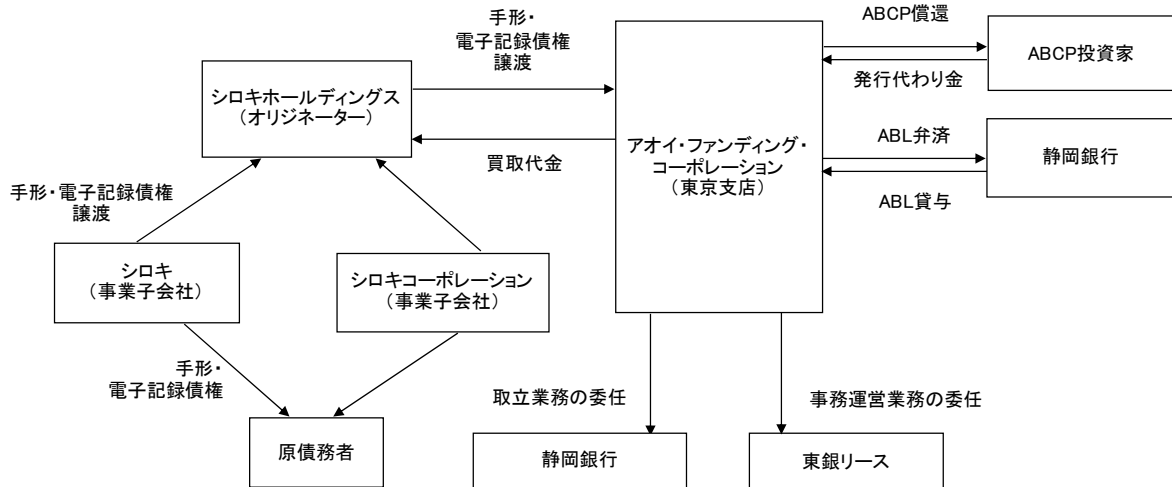 手形・
電子記録債権
譲渡
ABCP償還
ABCP投資家
発行代わり金
シロキホールディングス
（オリジネーター）
買取代金
アオイ・ファンディング・
コーポレーション
（東京支店）
ABL弁済
静岡銀行
ABL貸与
手形・電子記録債権
譲渡
シロキ
（事業子会社）
シロキコーポレーション
（事業子会社）
手形・
電子記録債権
取立業務の委任
事務運営業務の委任
原債務者
静岡銀行
東銀リース